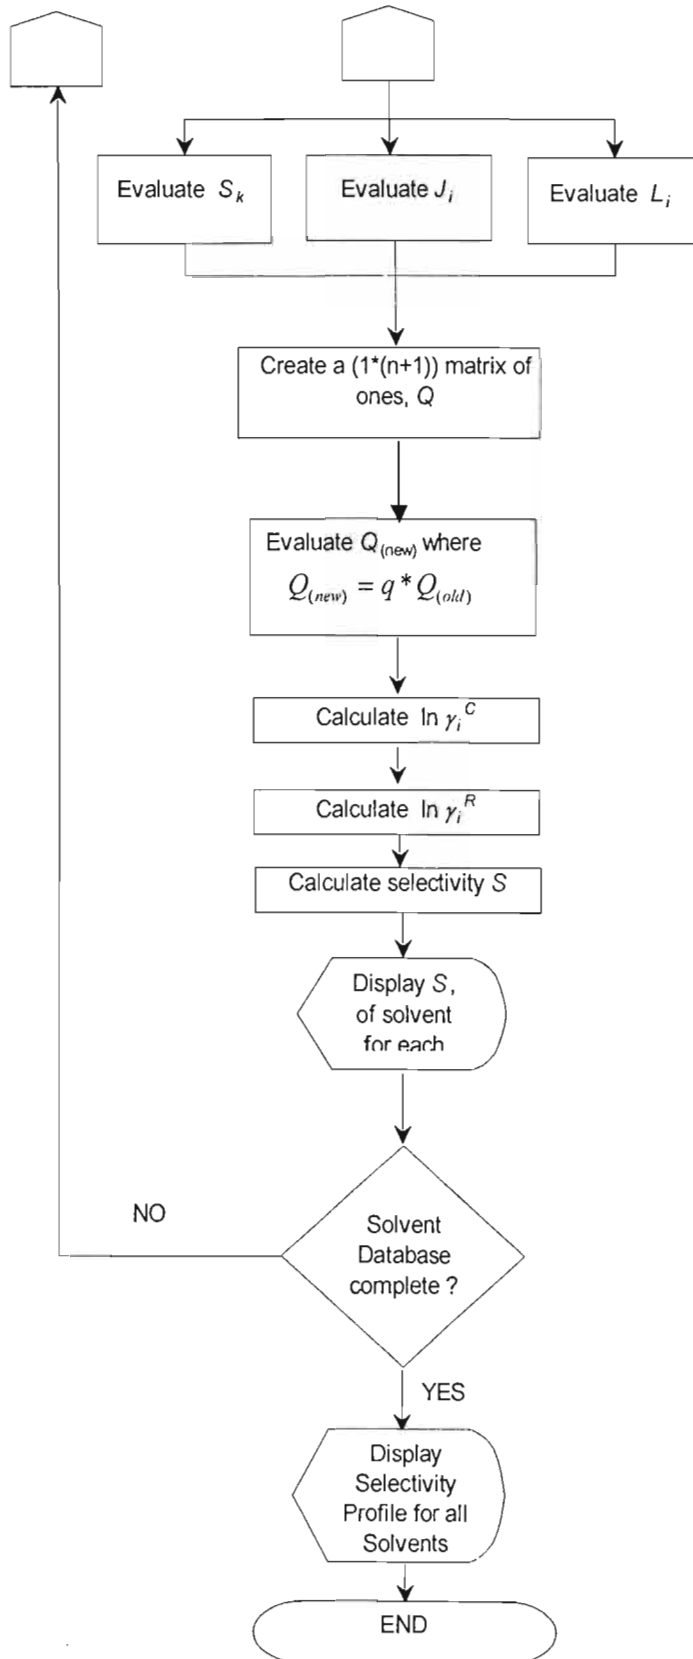 Evaluate S_k
Evaluate J_i
Evaluate L_i
Create a (1*(n+1)) matrix of
ones, Q
Evaluate Q_(new) where
Q_(new) = q * Q_(old)
Calculate ln γ_i^C
Calculate ln γ_i^R
Calculate selectivity S
Display S,
of solvent
for each
NO
Solvent
Database
complete ?
YES
Display
Selectivity
Profile for all
Solvents
END